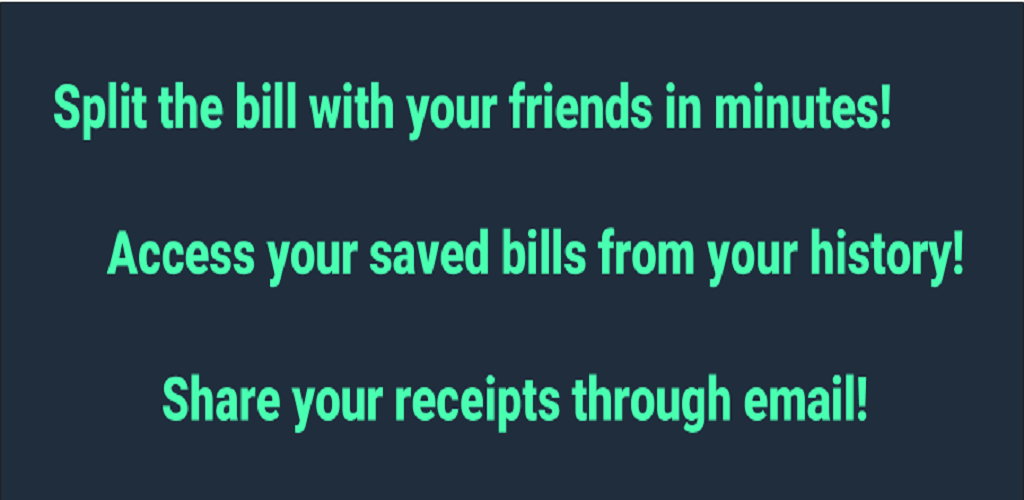 Split the bill with your friends in minutes!
Access your saved bills from your history!
Share your receipts through email!